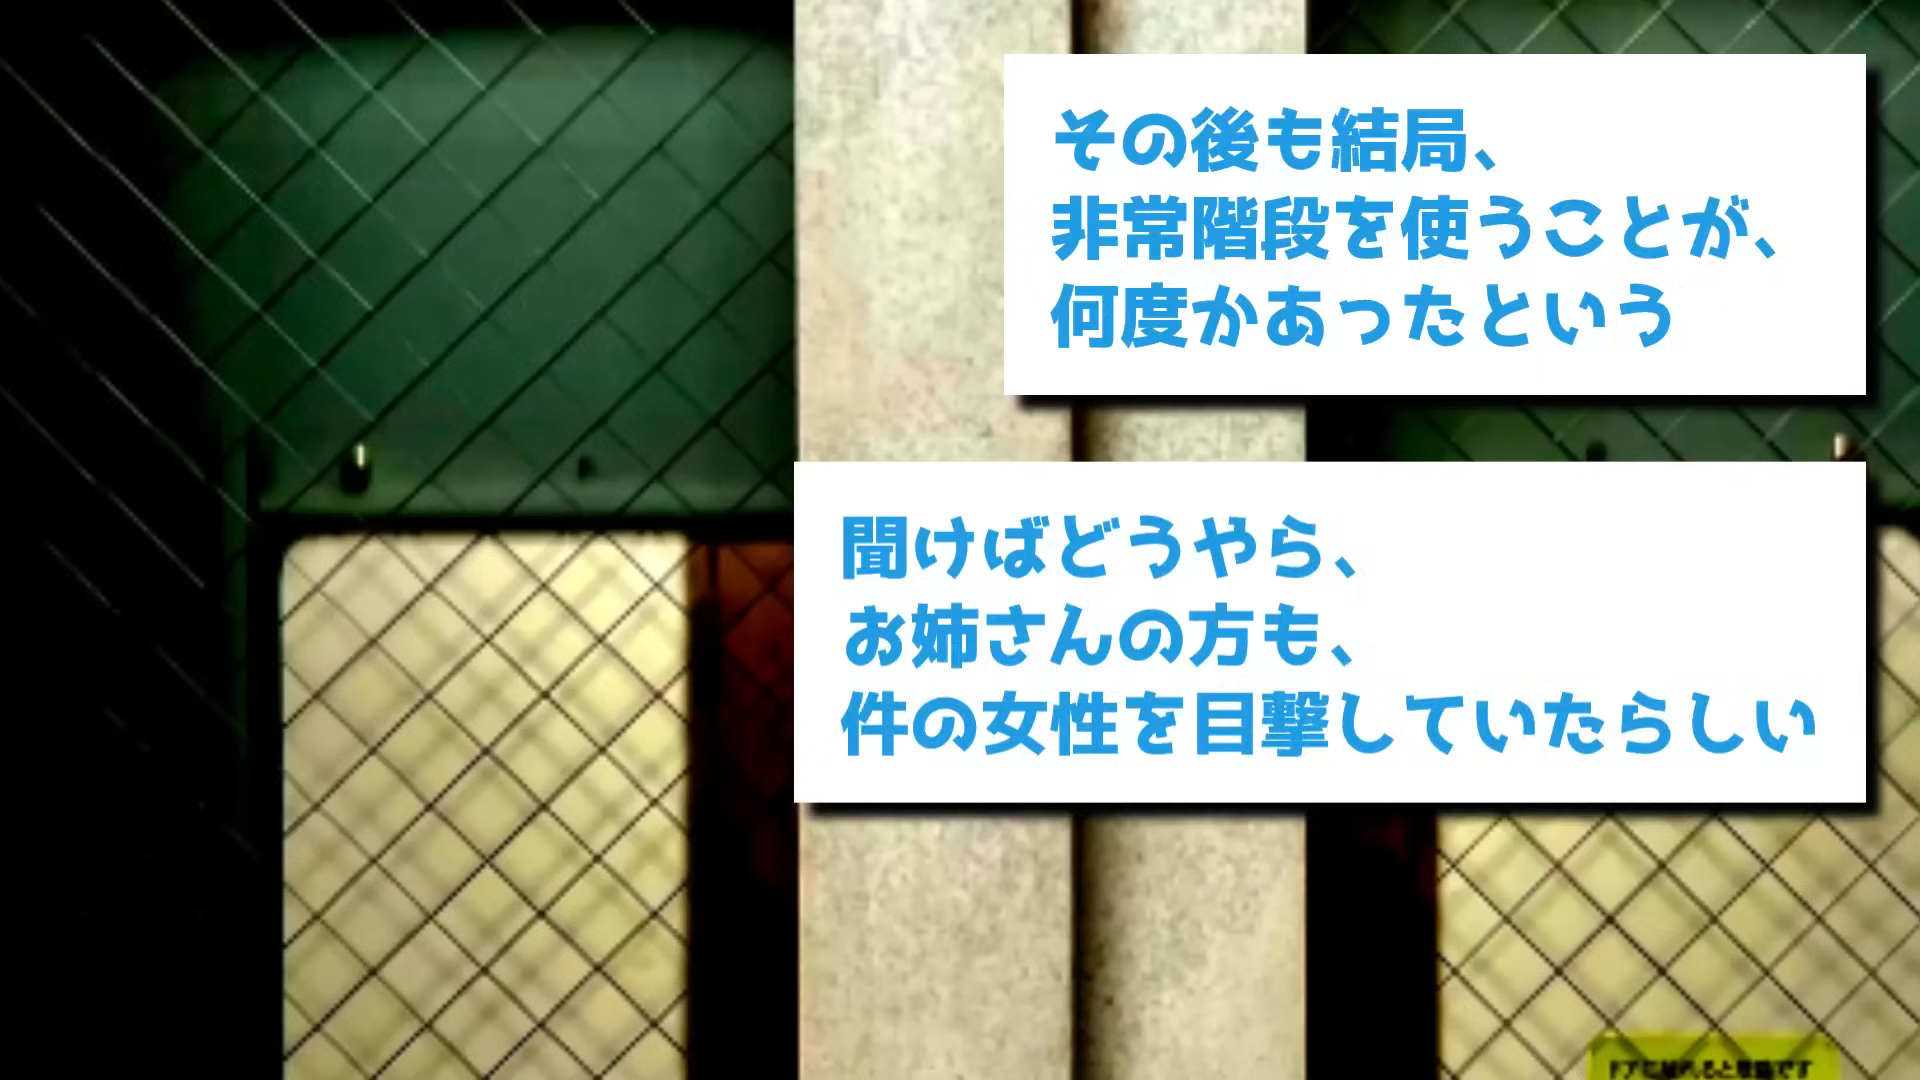 その後も結局、
非常階段を使うことが、
何度かあったという
聞けばどうやら、
お姉さんの方も、
件の女性を目撃していたらしい